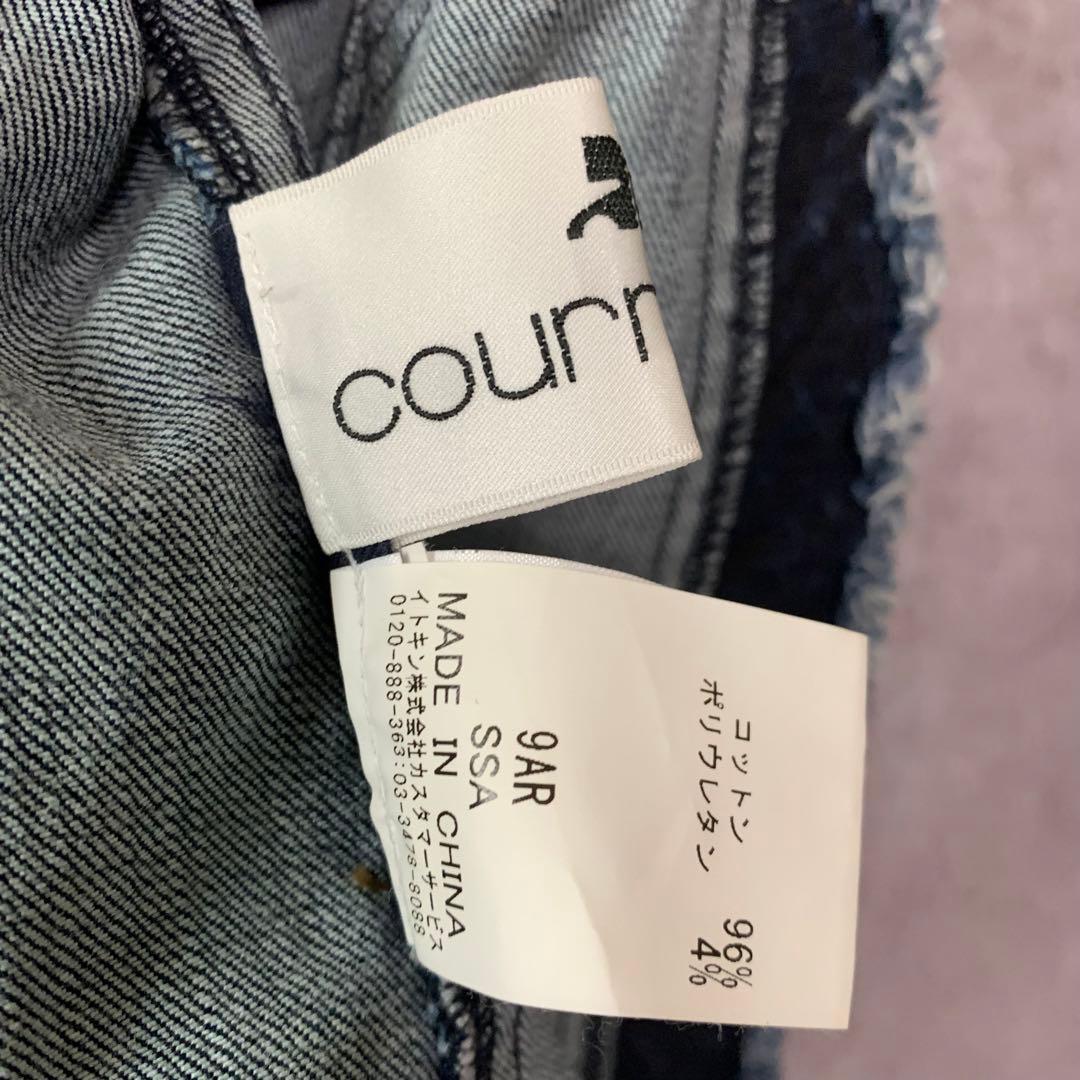 courr
コットン 96%
ポリウレタン 4%
9AR
SSA
MADE IN CHINA
イトキン株式会社カスタマーサービス
0120-888-363:03-3478-8088